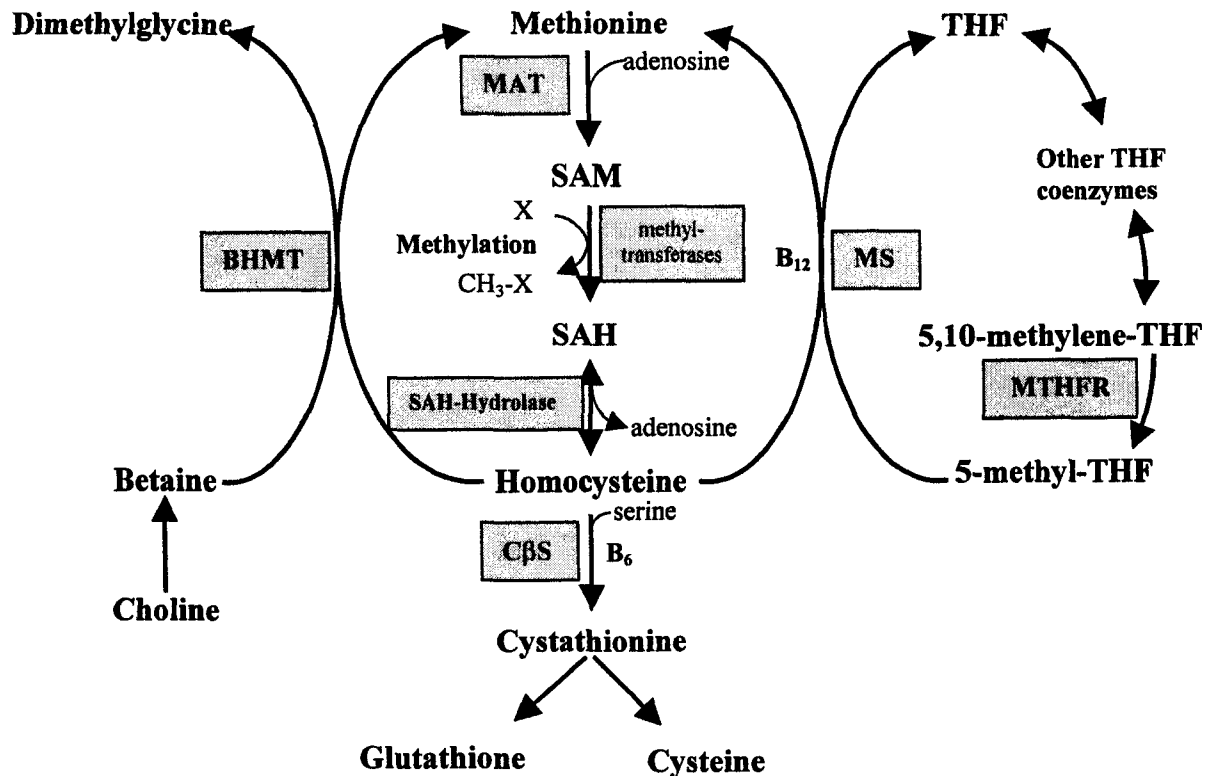 Dimethylglycine
Methionine
THF
MAT
adenosine
Other THF
coenzymes
SAM
X
Methylation
CH₃-X
methyl-
transferases
BHMT
B₁₂
MS
SAH
5,10-methylene-THF
MTHFR
SAH-Hydrolase
adenosine
Betaine
Homocysteine
5-methyl-THF
serine
CβS
B₆
Choline
Cystathionine
Glutathione
Cysteine